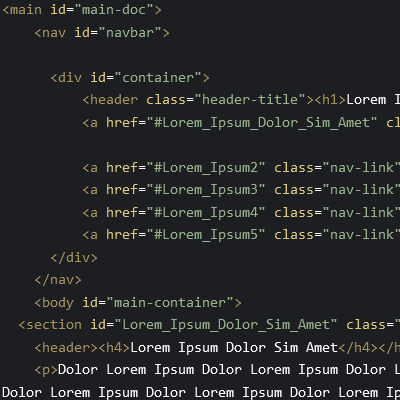 <main id="main-doc">
<nav id="navbar">
<div id="container">
<header class="header-title"><h1>Lorem I
<a href="#Lorem_Ipsum_Dolor_Sim_Amet" cl
<a href="#Lorem_Ipsum2" class="nav-link"
<a href="#Lorem_Ipsum3" class="nav-link"
<a href="#Lorem_Ipsum4" class="nav-link"
<a href="#Lorem_Ipsum5" class="nav-link"
</div>
</nav>
<body id="main-container">
<section id="Lorem_Ipsum_Dolor_Sim_Amet" class="
<header><h4>Lorem Ipsum Dolor Sim Amet</h4></h
<p>Dolor Lorem Ipsum Dolor Lorem Ipsum Dolor L
Dolor Lorem Ipsum Dolor Lorem Ipsum Dolor Lorem Ip